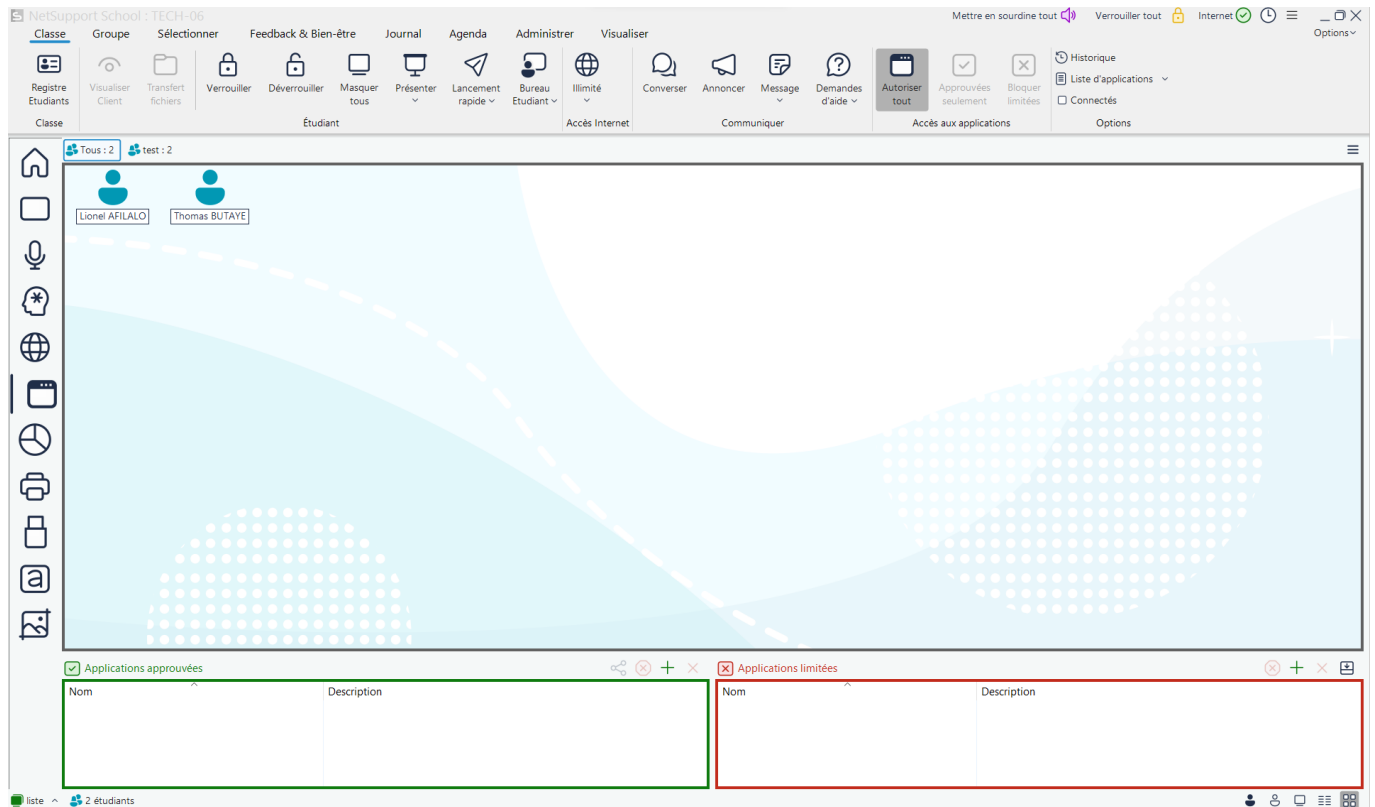 NetSupport School : TECH-06
Mettre en sourdine tout
Verrouiller tout
Internet
Classe
Groupe
Sélectionner
Feedback & Bien-être
Journal
Agenda
Administrer
Visualiser
Options
Registre
Etudiants
Visualiser
Client
Transfert
fichiers
Verrouiller
Déverrouiller
Masquer
tous
Présenter
Lancement
rapide
Bureau
Etudiant
Illimité
Converser
Annoncer
Message
Demandes
d'aide
Autoriser
tout
Approuvées
seulement
Bloquer
limitées
Historique
Liste d'applications
Connectés
Classe
Étudiant
Accès Internet
Communiquer
Accès aux applications
Options
Tous : 2
test : 2
Lionel AFILALO
Thomas BUTAYE
a
Applications approuvées
Nom
Description
Applications limitées
Nom
Description
liste
2 étudiants